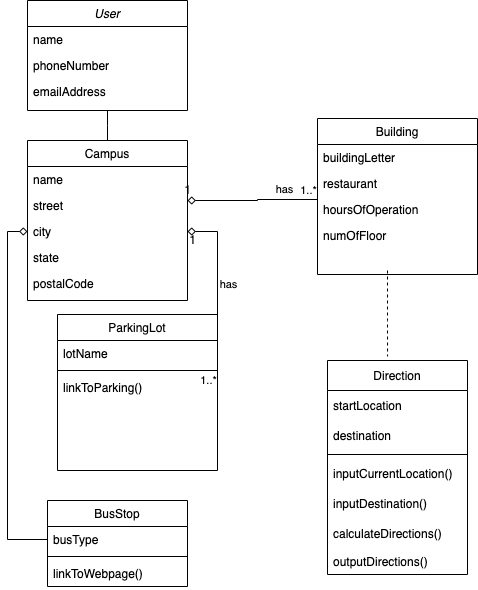 User
name
phoneNumber
emailAddress
Campus
name
street
city
state
postalCode
1
1
has 1..*
Building
buildingLetter
restaurant
hoursOfOperation
numOfFloor
has
1..*
ParkingLot
lotName
linkToParking()
Direction
startLocation
destination
inputCurrentLocation()
inputDestination()
calculateDirections()
outputDirections()
BusStop
busType
linkToWebpage()